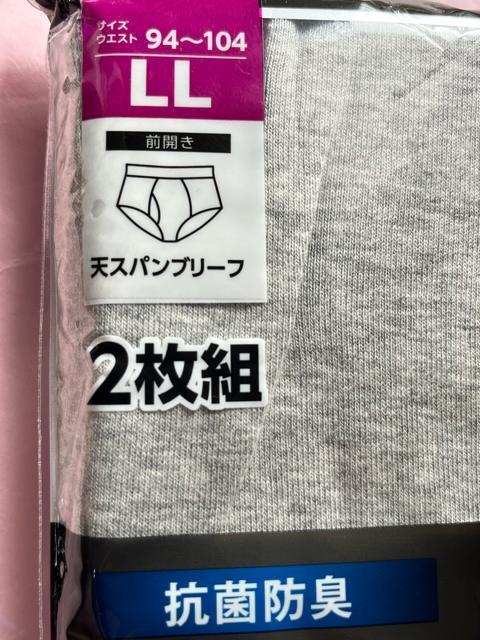 サイズ
ウエスト 94~104
LL
前開き
天スパンブリーフ
2枚組
抗菌防臭